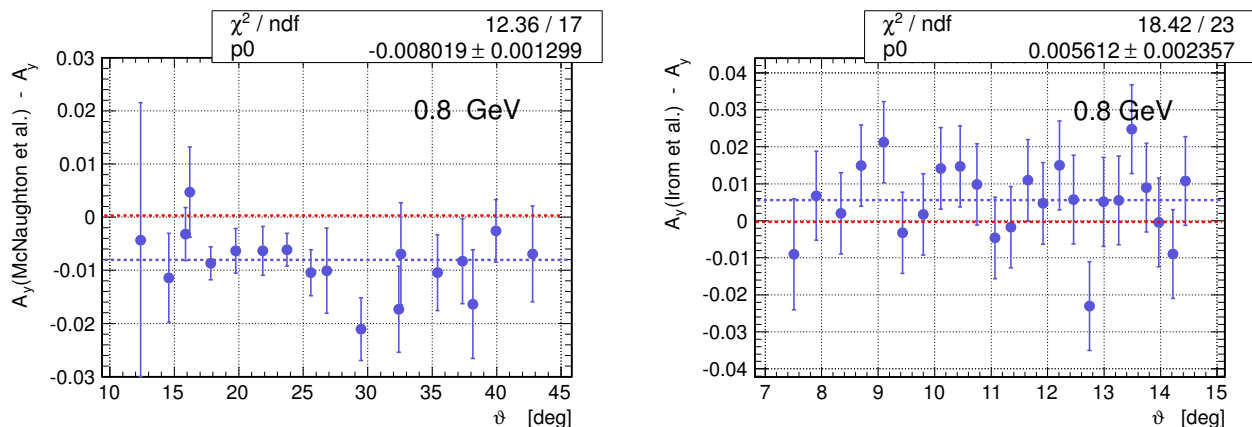 χ² / ndf 12.36 / 17
p0 -0.008019 ± 0.001299
A_y(McNaughton et al.) - A_y
0.8 GeV
0.03
0.02
0.01
0
-0.01
-0.02
-0.03
10 15 20 25 30 35 40 45
ϑ [deg]
χ² / ndf 18.42 / 23
p0 0.005612 ± 0.002357
A_y(Irom et al.) - A_y
0.8 GeV
0.04
0.03
0.02
0.01
0
-0.01
-0.02
-0.03
-0.04
7 8 9 10 11 12 13 14 15
ϑ [deg]